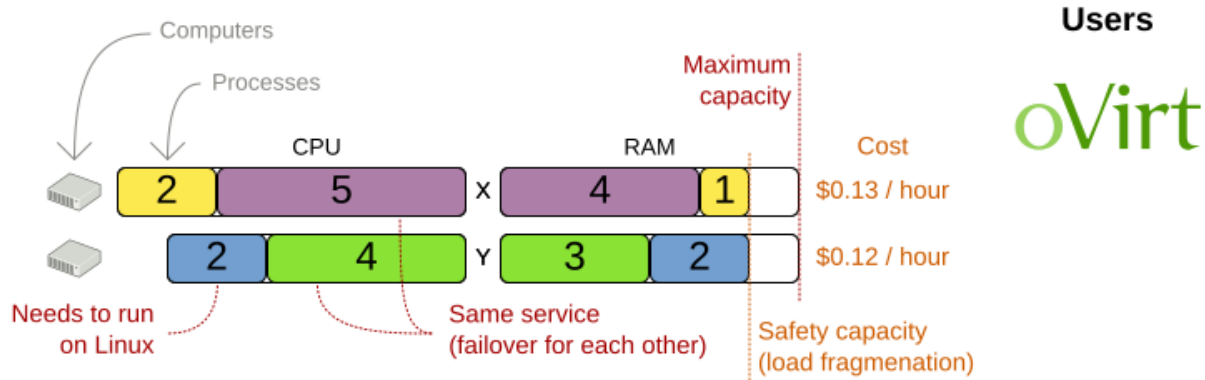 Users
Computers
Processes
Maximum
capacity
oVirt
CPU
RAM
Cost
2 5 X 4 1 $0.13 / hour
2 4 Y 3 2 $0.12 / hour
Needs to run
on Linux
Same service
(failover for each other)
Safety capacity
(load fragmenation)